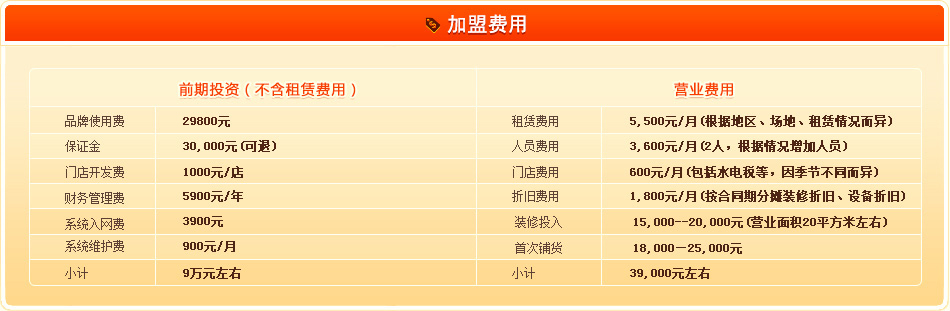 加盟费用
前期投资（不含租赁费用） 营业费用
品牌使用费 29800元 租赁费用 5,500元/月(根据地区、场地、租赁情况而异)
保证金 30,000元(可退) 人员费用 3,600元/月(2人，根据情况增加人员)
门店开发费 1000元/店 门店费用 600元/月(包括水电税等，因季节不同而异)
财务管理费 5900元/年 折旧费用 1,800元/月(按合同期分摊装修折旧、设备折旧)
系统入网费 3900元 装修投入 15,000--20,000元(营业面积20平方米左右)
系统维护费 900元/月 首次铺货 18,000－25,000元
小计 9万元左右 小计 39,000元左右